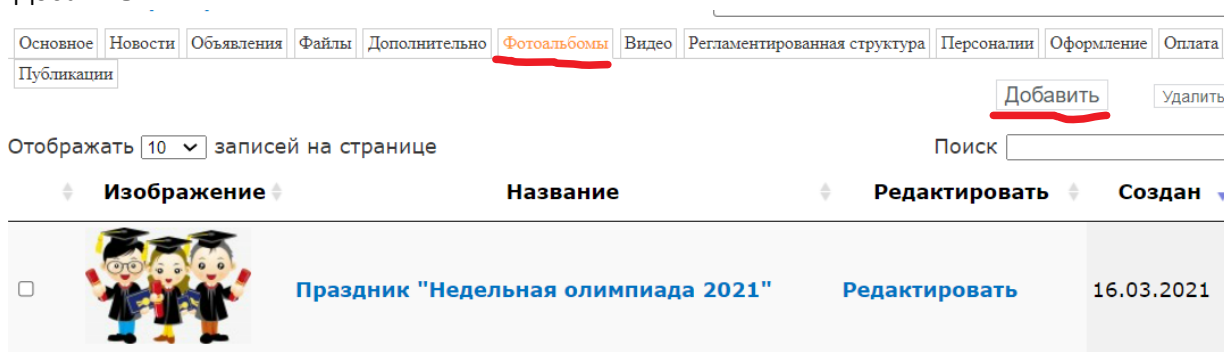 Основное Новости Объявления Файлы Дополнительно Фотоальбомы Видео Регламентированная структура Персоналии Оформление Оплата
Публикации
Добавить Удалить
Отображать 10 записей на странице Поиск
Изображение Название Редактировать Создан
Праздник "Недельная олимпиада 2021" Редактировать 16.03.2021